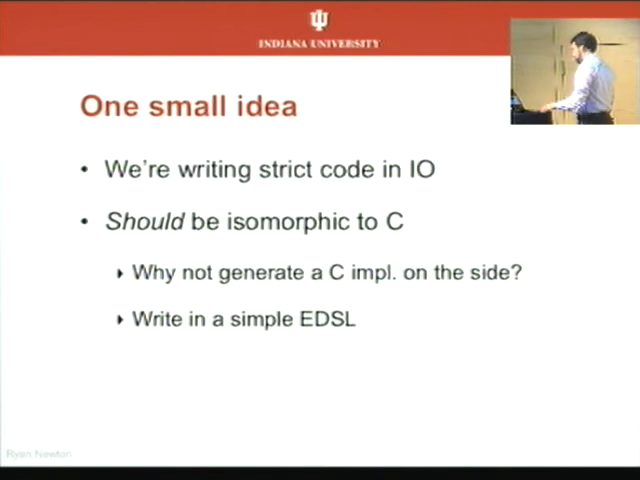 INDIANA UNIVERSITY
One small idea
• We're writing strict code in IO
• Should be isomorphic to C
‣ Why not generate a C impl. on the side?
‣ Write in a simple EDSL
Ryan Newton